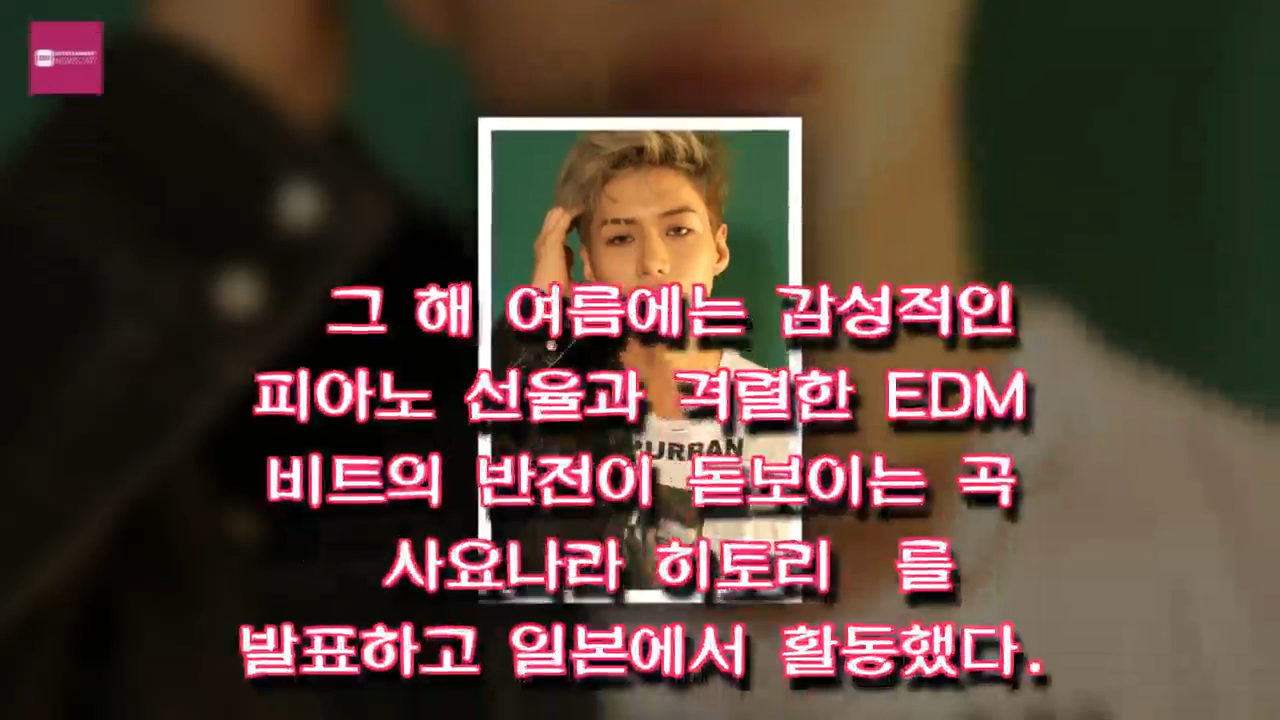 그 해 여름에는 감성적인
피아노 선율과 격렬한 EDM
비트의 반전이 돋보이는 곡
사요나라 히토리 를
발표하고 일본에서 활동했다.
URBAN